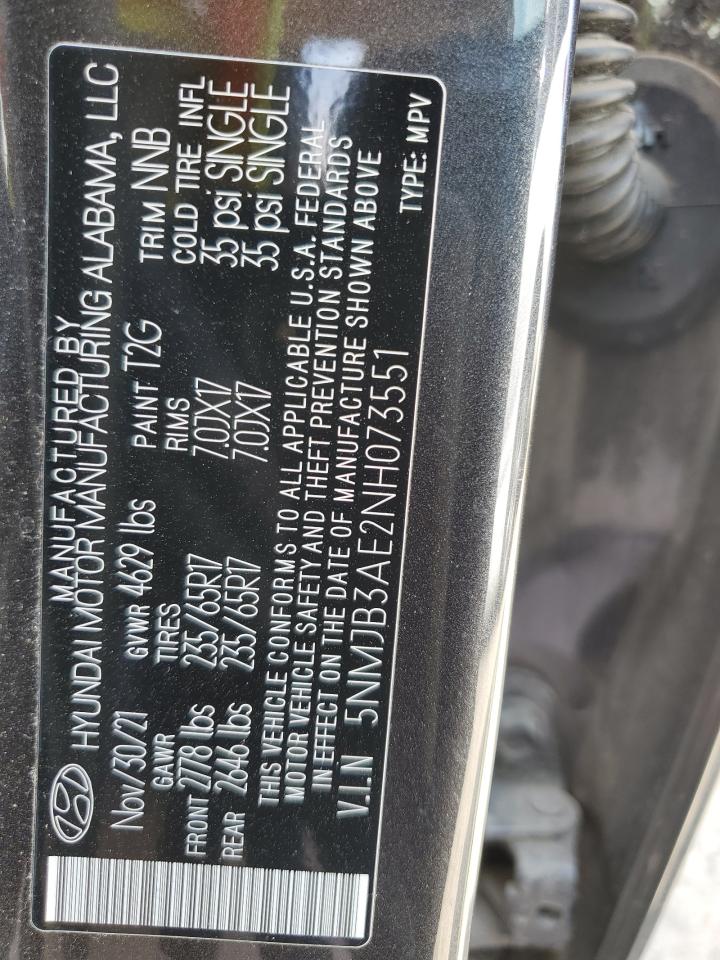 MANUFACTURED BY
HYUNDAI MOTOR MANUFACTURING ALABAMA, LLC
Nov/30/21 GVWR 4629 lbs PAINT T2G TRIM NNB
GAWR TIRES RIMS COLD TIRE INFL
FRONT 2778 lbs 235/65R17 7.0JX17 35 psi SINGLE
REAR 2646 lbs 235/65R17 7.0JX17 35 psi SINGLE
THIS VEHICLE CONFORMS TO ALL APPLICABLE U.S.A. FEDERAL
MOTOR VEHICLE SAFETY AND THEFT PREVENTION STANDARDS
IN EFFECT ON THE DATE OF MANUFACTURE SHOWN ABOVE
V.I.N 5NMJB3AE2NH073551 TYPE: MPV